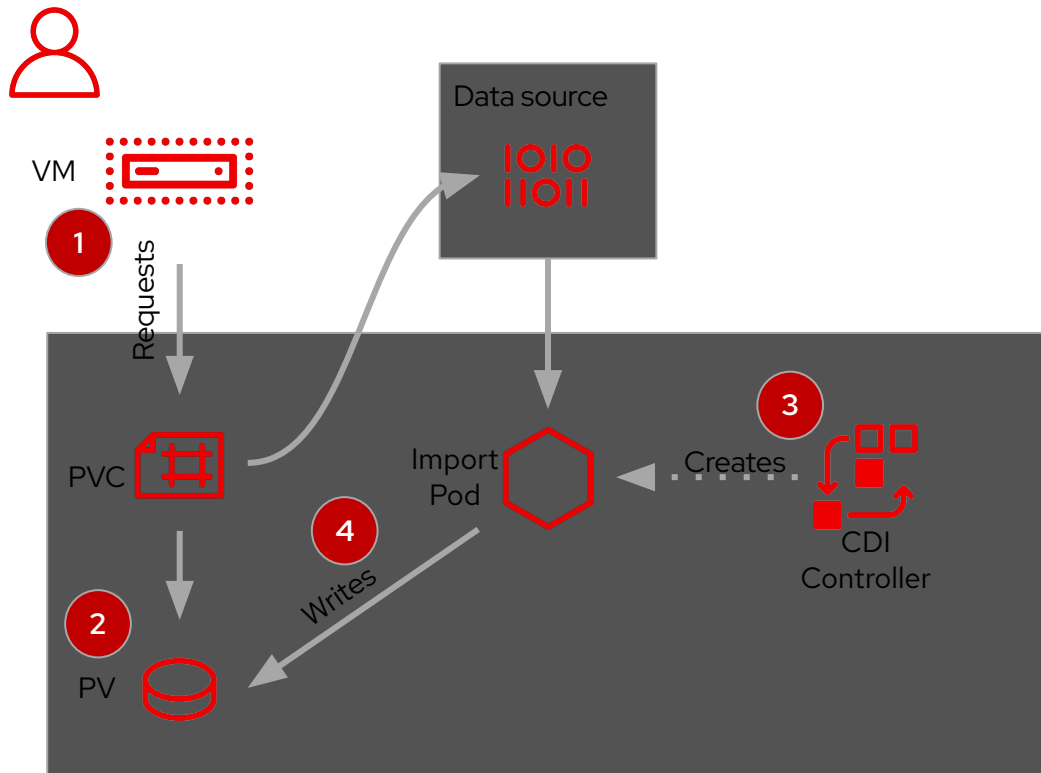 Data source
1010
11011
VM
1
Requests
3
PVC
Import
Pod
Creates
4
CDI
Controller
Writes
2
PV